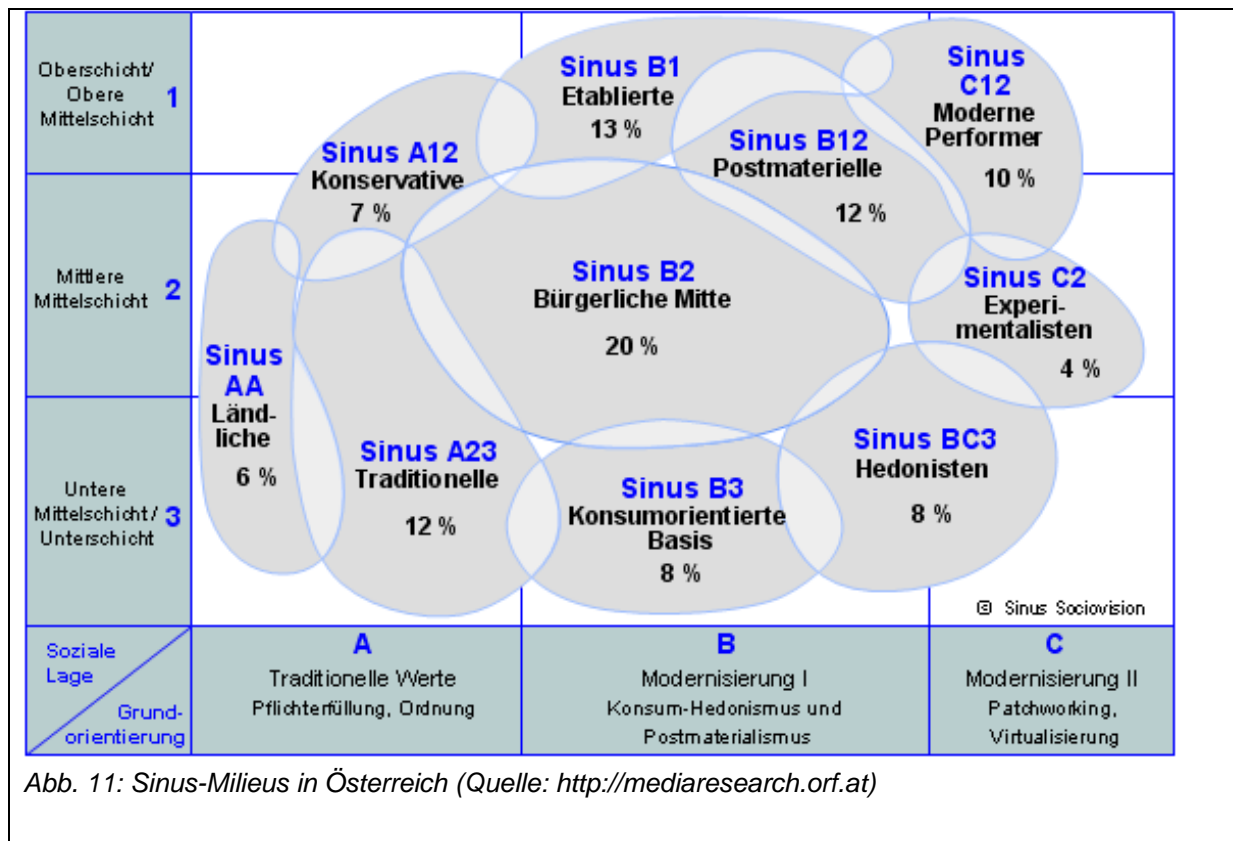 Oberschicht/
Obere 1
Mittelschicht
Mittlere
Mittelschicht 2
Untere
Mittelschicht/ 3
Unterschicht
Sinus B1
Etablierte
13 %
Sinus
C12
Moderne
Performer
10 %
Sinus A12
Konservative
7 %
Sinus B12
Postmaterielle
12 %
Sinus B2
Bürgerliche Mitte
20 %
Sinus C2
Experi-
mentalisten
4 %
Sinus
AA
Länd-
liche
6 %
Sinus A23
Traditionelle
12 %
Sinus B3
Konsumorientierte
Basis
8 %
Sinus BC3
Hedonisten
8 %
© Sinus Sociovision
Soziale
Lage
Grund-
orientierung
A
Traditionelle Werte
Pflichterfüllung, Ordnung
B
Modernisierung I
Konsum-Hedonismus und
Postmaterialismus
C
Modernisierung II
Patchworking,
Virtualisierung
Abb. 11: Sinus-Milieus in Österreich (Quelle: http://mediaresearch.orf.at)